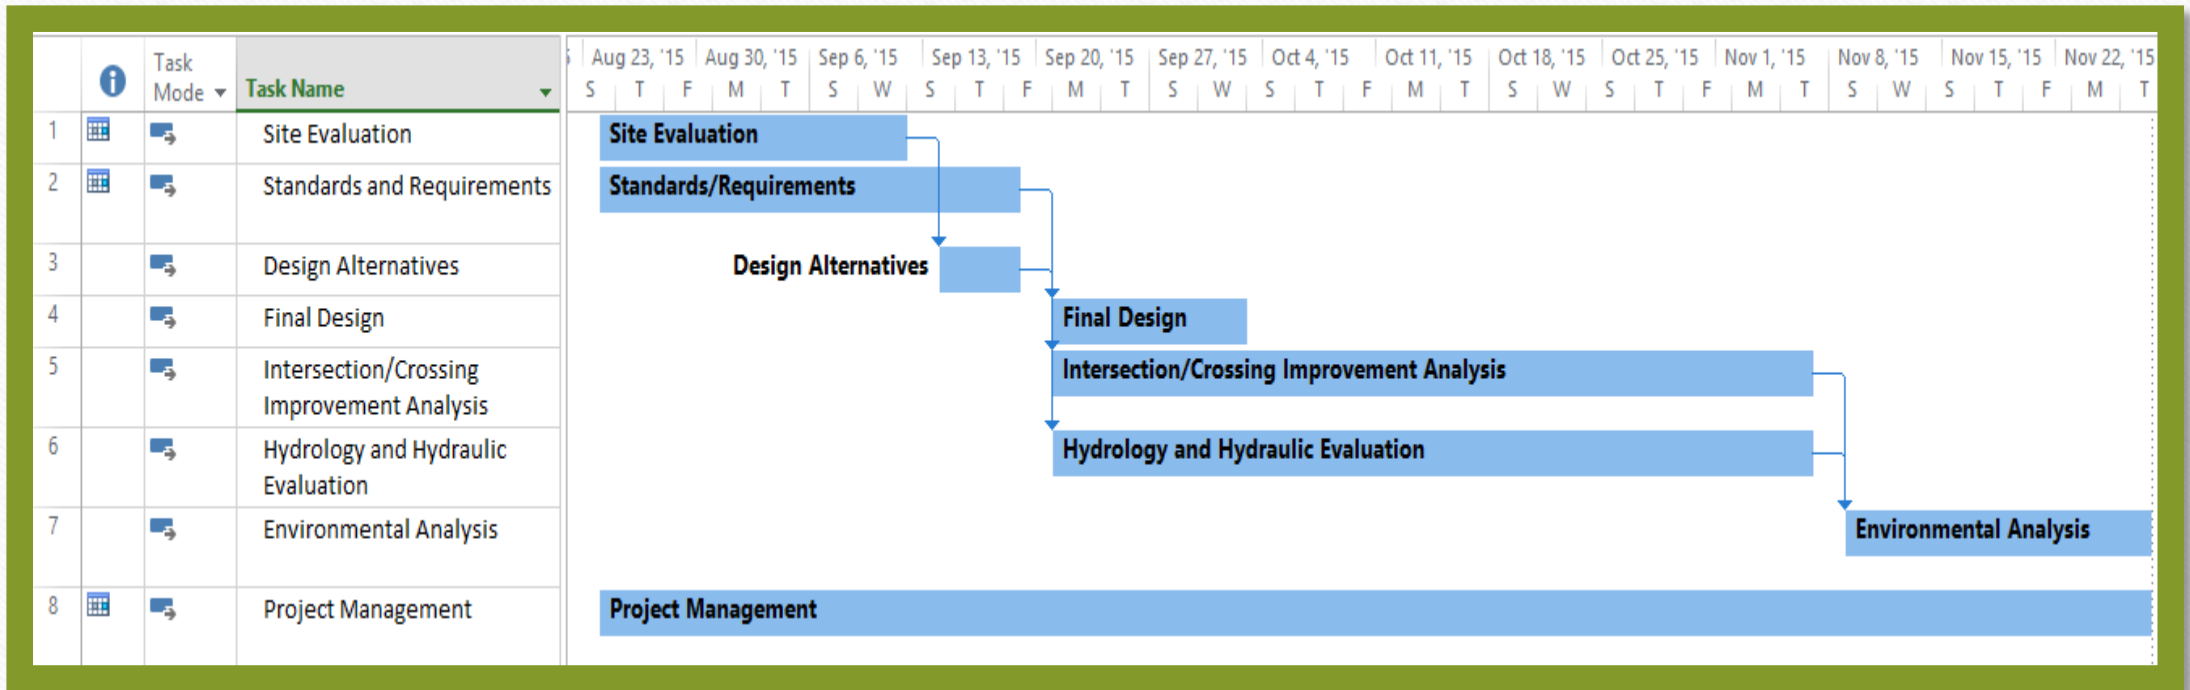 Task Mode
Task Name
Aug 23, '15 Aug 30, '15 Sep 6, '15 Sep 13, '15 Sep 20, '15 Sep 27, '15 Oct 4, '15 Oct 11, '15 Oct 18, '15 Oct 25, '15 Nov 1, '15 Nov 8, '15 Nov 15, '15 Nov 22, '15
S T F M T S W S T F M T S W S T F M T S W S T F M T S W S T F M T
1 Site Evaluation Site Evaluation
2 Standards and Requirements Standards/Requirements
3 Design Alternatives Design Alternatives
4 Final Design Final Design
5 Intersection/Crossing Intersection/Crossing Improvement Analysis
Improvement Analysis
6 Hydrology and Hydraulic Hydrology and Hydraulic Evaluation
Evaluation
7 Environmental Analysis Environmental Analysis
8 Project Management Project Management